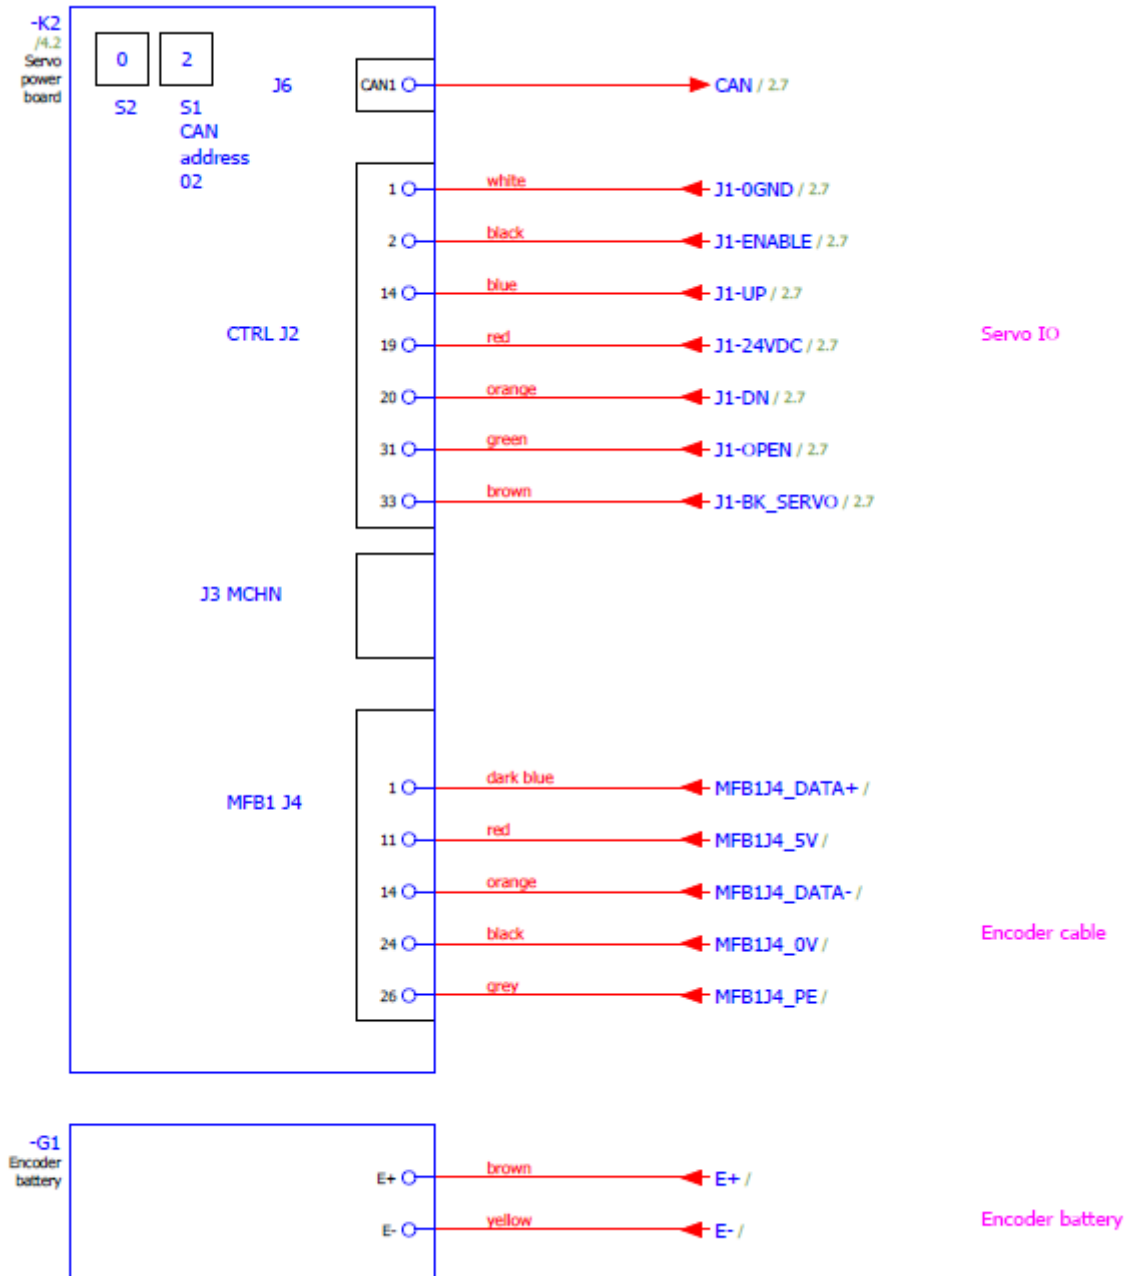 -K2
/4.2
Servo
power
board
0
2
S2
S1
CAN
address
02
J6
CAN1
CAN / 2.7
1
white
J1-0GND / 2.7
2
black
J1-ENABLE / 2.7
14
blue
J1-UP / 2.7
CTRL J2
19
red
J1-24VDC / 2.7
Servo IO
20
orange
J1-DN / 2.7
31
green
J1-OPEN / 2.7
33
brown
J1-BK_SERVO / 2.7
J3 MCHN
MFB1 J4
1
dark blue
MFB1J4_DATA+ /
11
red
MFB1J4_5V /
14
orange
MFB1J4_DATA- /
24
black
MFB1J4_0V /
Encoder cable
26
grey
MFB1J4_PE /
-G1
Encoder
battery
E+
brown
E+ /
E-
yellow
E- /
Encoder battery